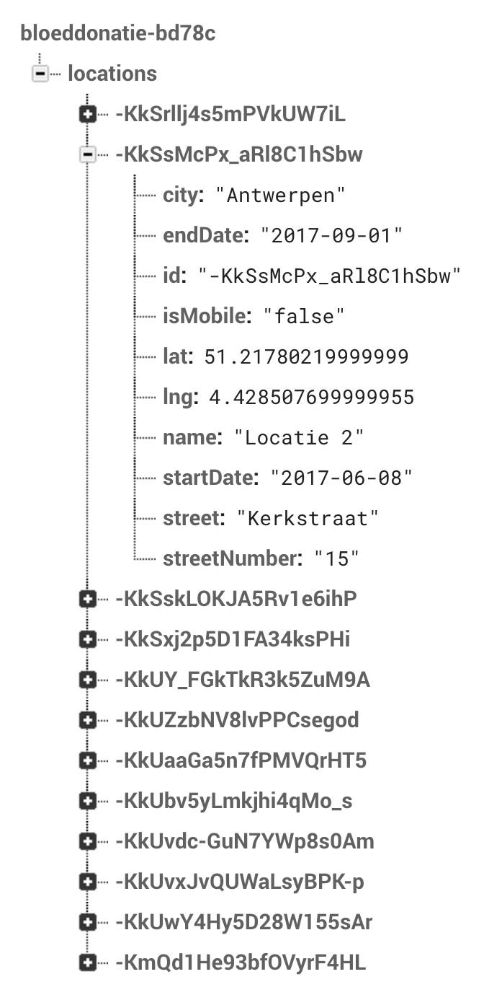 bloeddonatie-bd78c
locations
-KkSrllj4s5mPVkUW7iL
-KkSsMcPx_aRl8C1hSbw
city: "Antwerpen"
endDate: "2017-09-01"
id: "-KkSsMcPx_aRl8C1hSbw"
isMobile: "false"
lat: 51.21780219999999
lng: 4.428507699999955
name: "Locatie 2"
startDate: "2017-06-08"
street: "Kerkstraat"
streetNumber: "15"
-KkSskLOKJA5Rv1e6ihP
-KkSxj2p5D1FA34ksPHi
-KkUY_FGkTkR3k5ZuM9A
-KkUZzbNV8lvPPCsegod
-KkUaaGa5n7fPMVQrHT5
-KkUbv5yLmkjhi4qMo_s
-KkUvdc-GuN7YWp8s0Am
-KkUvxJvQUWaLsyBPK-p
-KkUwY4Hy5D28W155sAr
-KmQd1He93bfOVyrF4HL